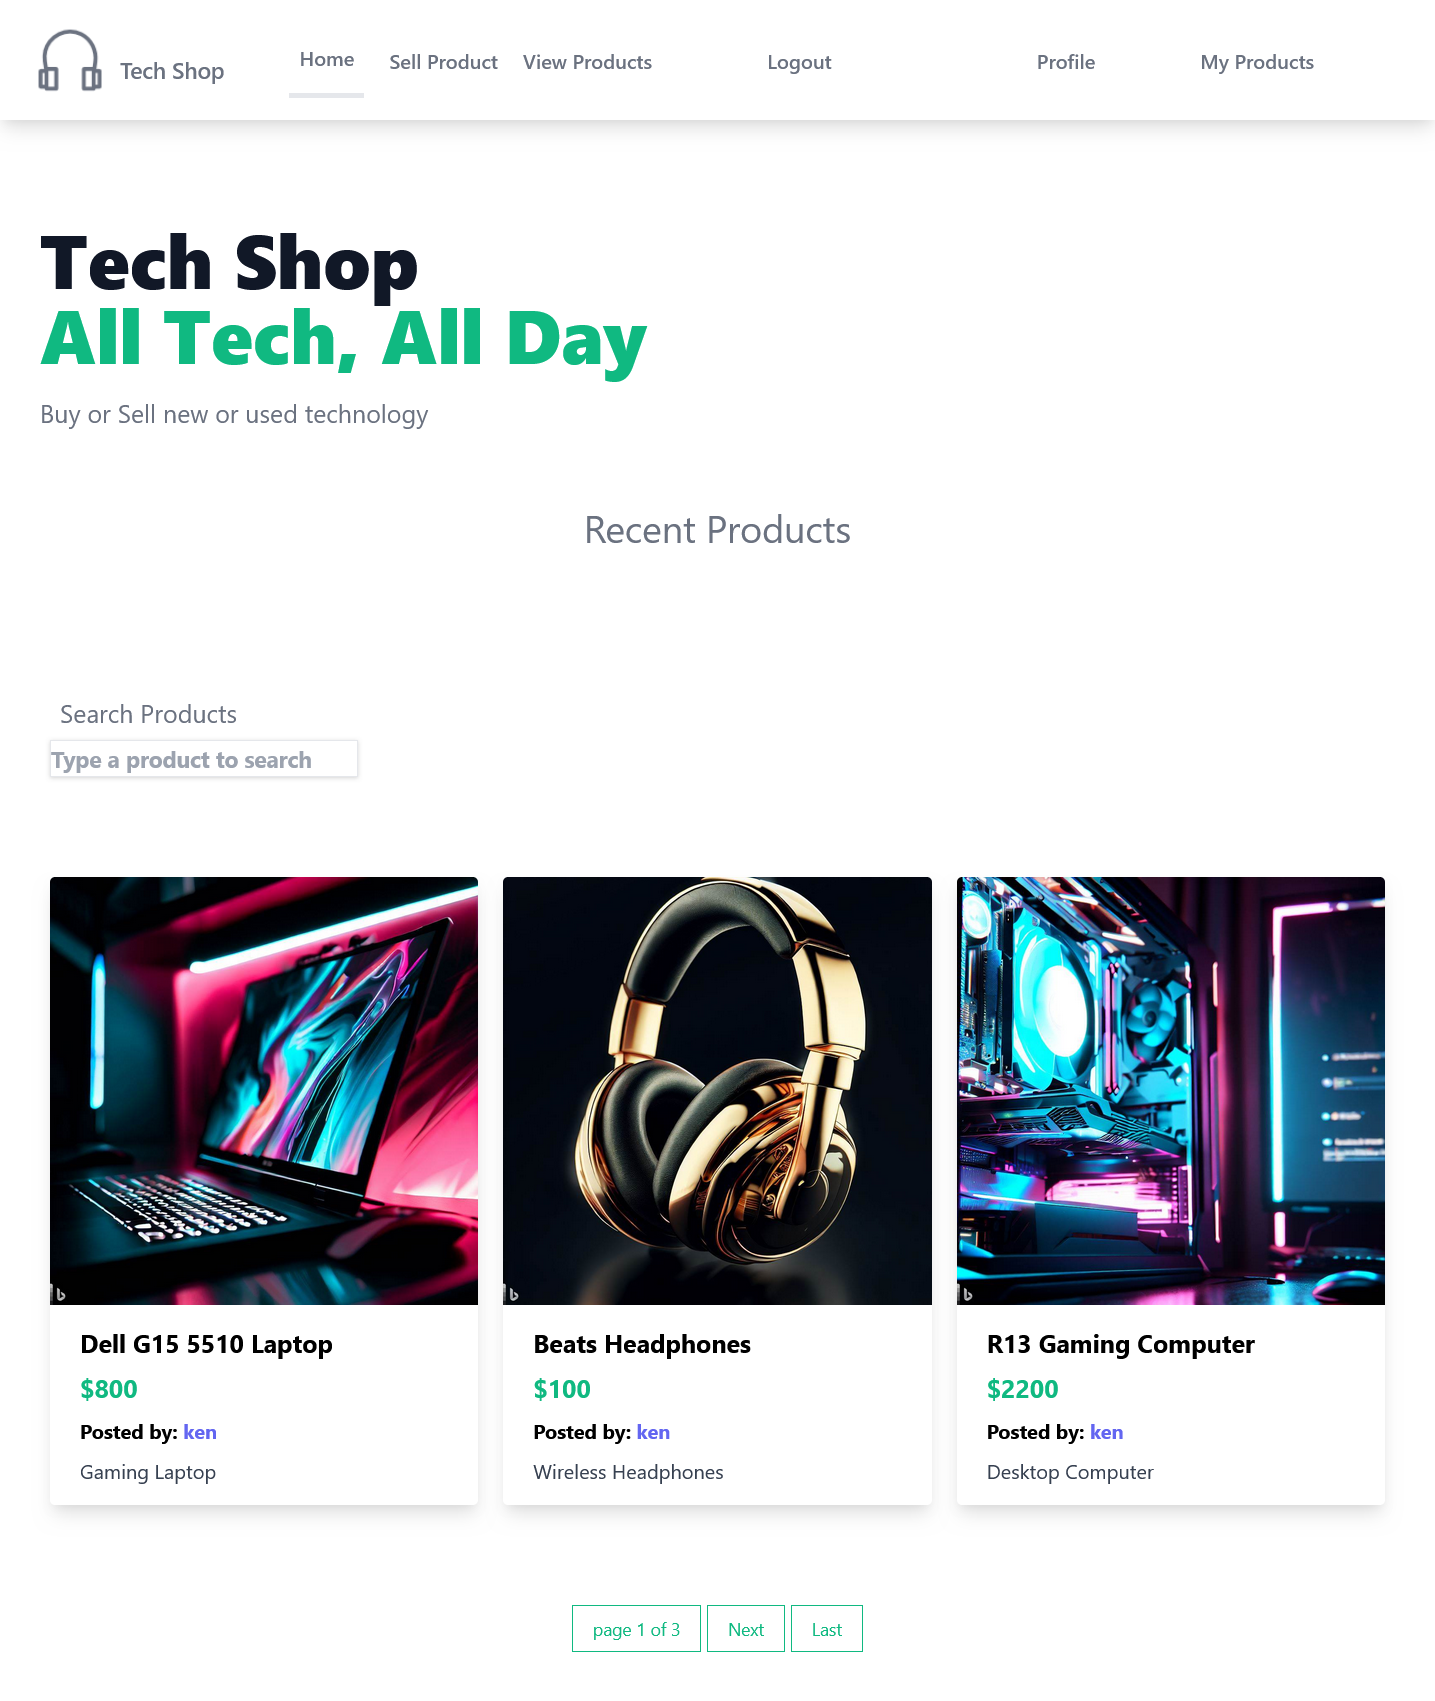 Tech Shop
Home
Sell Product
View Products
Logout
Profile
My Products
Tech Shop
All Tech, All Day
Buy or Sell new or used technology
Recent Products
Search Products
Type a product to search
Dell G15 5510 Laptop
$800
Posted by: ken
Gaming Laptop
Beats Headphones
$100
Posted by: ken
Wireless Headphones
R13 Gaming Computer
$2200
Posted by: ken
Desktop Computer
page 1 of 3
Next
Last